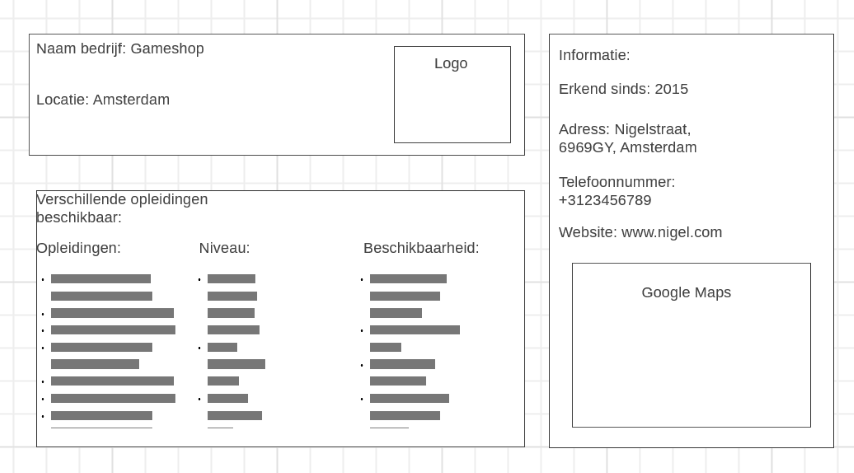 Naam bedrijf: Gameshop
Locatie: Amsterdam
Logo
Verschillende opleidingen
beschikbaar:
Opleidingen:
Niveau:
Beschikbaarheid:
Informatie:
Erkend sinds: 2015
Adress: Nigelstraat,
6969GY, Amsterdam
Telefoonnummer:
+3123456789
Website: www.nigel.com
Google Maps